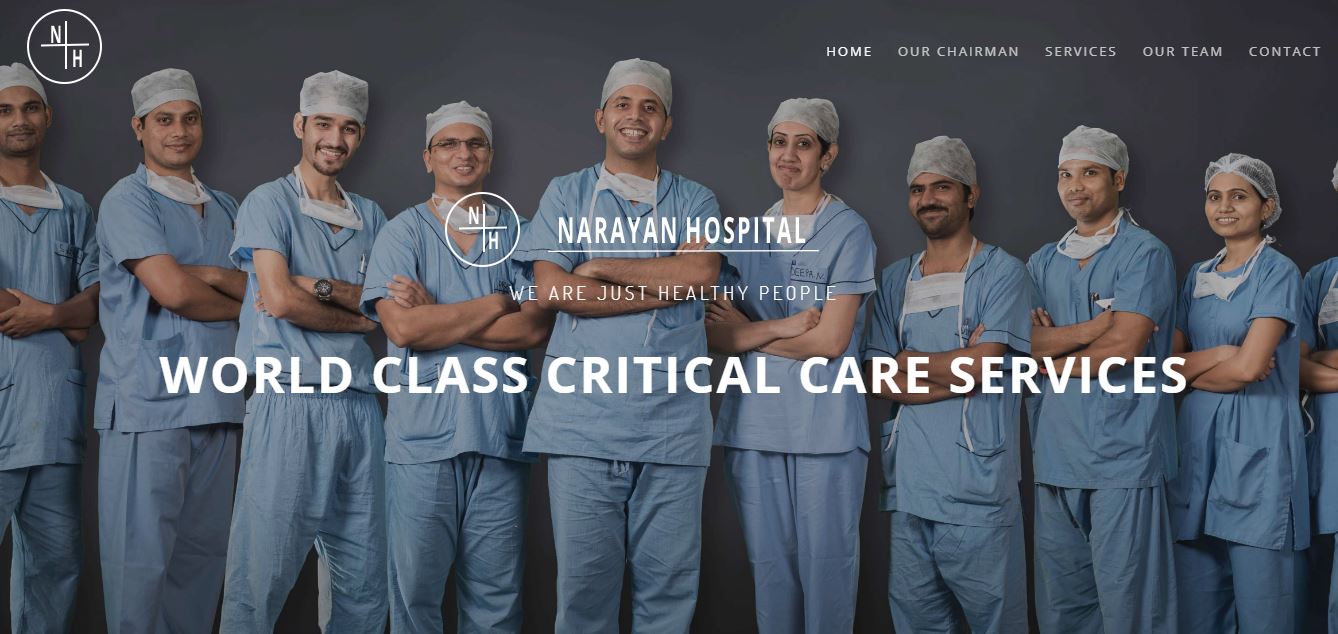 N
H
HOME OUR CHAIRMAN SERVICES OUR TEAM CONTACT
N
H
NARAYAN HOSPITAL
WE ARE JUST HEALTHY PEOPLE
WORLD CLASS CRITICAL CARE SERVICES